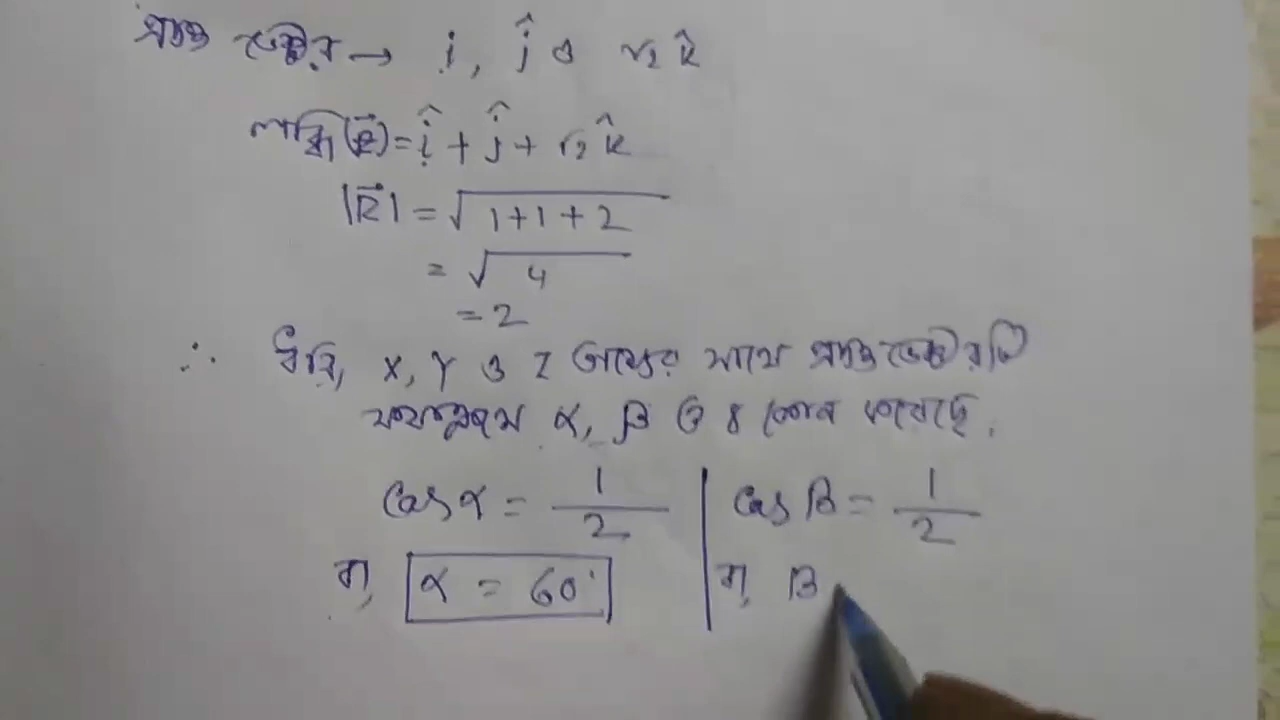 প্রদত্ত ভেক্টর → i, ĵ ও √2 k̂
লব্ধি (R⃗) = î + ĵ + √2 k̂
|R⃗| = √1+1+2
= √4
= 2
∴ ধরি, X, Y ও Z অক্ষের সাথে প্রদত্ত ভেক্টরটি
যথাক্রমে α, β ও γ কোন করেছে.
Cos α = 1/2 | Cos β = 1/2
বা, α = 60° | বা, β